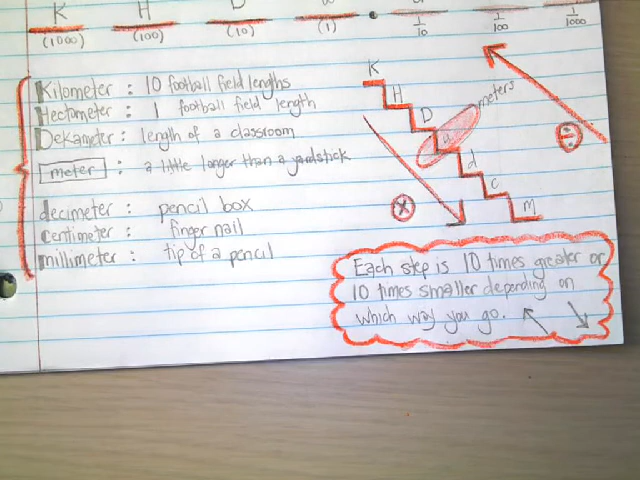 K H D
(1000) (100) (10) (1) 1/10 1/100 1/1000
Kilometer : 10 football field lengths
Hectometer : 1 football field length
Dekameter : length of a classroom
meter : a little longer than a yardstick
decimeter : pencil box
centimeter : finger nail
millimeter : tip of a pencil
K
H
D
meters
d
c
m
÷
x
Each step is 10 times greater or
10 times smaller depending on
which way you go.